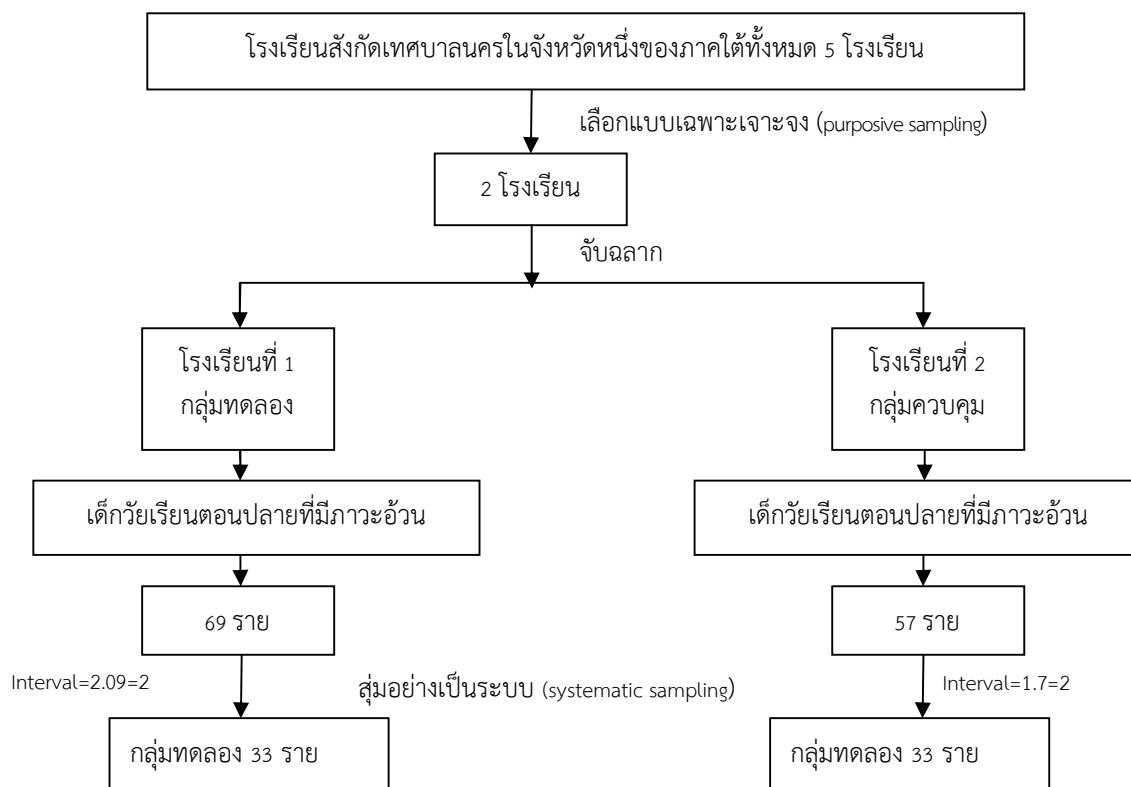 โรงเรียนสังกัดเทศบาลนครในจังหวัดหนึ่งของภาคใต้ทั้งหมด 5 โรงเรียน
เลือกแบบเฉพาะเจาะจง (purposive sampling)
2 โรงเรียน
จับฉลาก
โรงเรียนที่ 1
กลุ่มทดลอง
โรงเรียนที่ 2
กลุ่มควบคุม
เด็กวัยเรียนตอนปลายที่มีภาวะอ้วน
เด็กวัยเรียนตอนปลายที่มีภาวะอ้วน
69 ราย
57 ราย
Interval=2.09=2
สุ่มอย่างเป็นระบบ (systematic sampling)
Interval=1.7=2
กลุ่มทดลอง 33 ราย
กลุ่มทดลอง 33 ราย